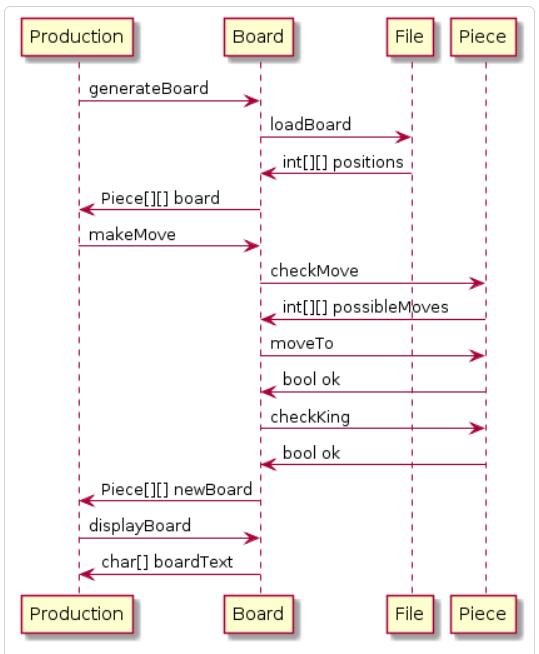 Production Board File Piece
generateBoard
loadBoard
int[][] positions
Piece[][] board
makeMove
checkMove
int[][] possibleMoves
moveTo
bool ok
checkKing
bool ok
Piece[][] newBoard
displayBoard
char[] boardText
Production Board File Piece